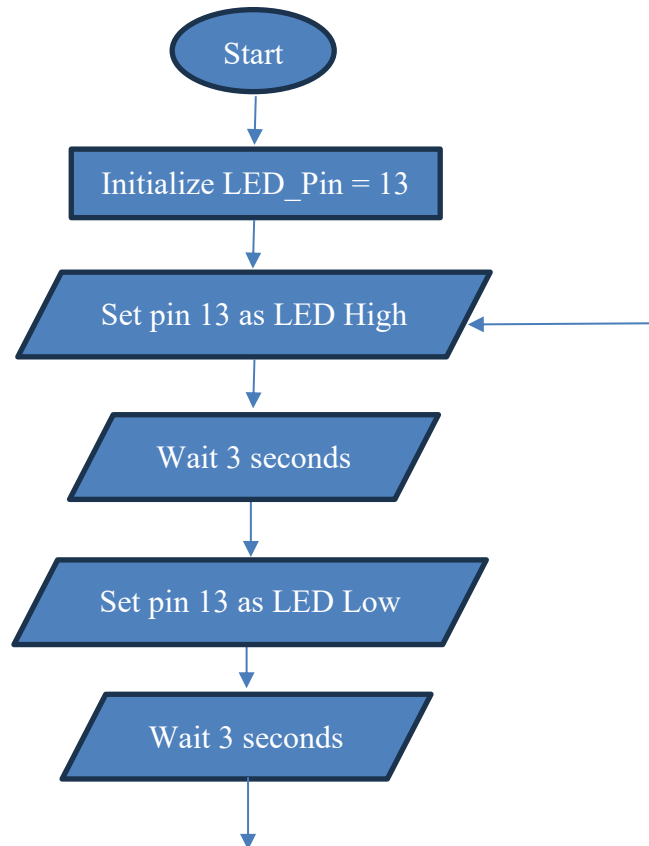 Start
Initialize LED_Pin = 13
Set pin 13 as LED High
Wait 3 seconds
Set pin 13 as LED Low
Wait 3 seconds